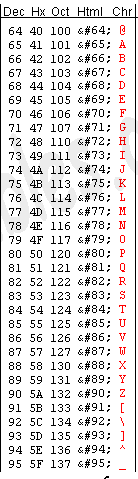 Dec Hx Oct Html Chr
64 40 100 &#64; @
65 41 101 &#65; A
66 42 102 &#66; B
67 43 103 &#67; C
68 44 104 &#68; D
69 45 105 &#69; E
70 46 106 &#70; F
71 47 107 &#71; G
72 48 110 &#72; H
73 49 111 &#73; I
74 4A 112 &#74; J
75 4B 113 &#75; K
76 4C 114 &#76; L
77 4D 115 &#77; M
78 4E 116 &#78; N
79 4F 117 &#79; O
80 50 120 &#80; P
81 51 121 &#81; Q
82 52 122 &#82; R
83 53 123 &#83; S
84 54 124 &#84; T
85 55 125 &#85; U
86 56 126 &#86; V
87 57 127 &#87; W
88 58 130 &#88; X
89 59 131 &#89; Y
90 5A 132 &#90; Z
91 5B 133 &#91; [
92 5C 134 &#92; \
93 5D 135 &#93; ]
94 5E 136 &#94; ^
95 5F 137 &#95; _